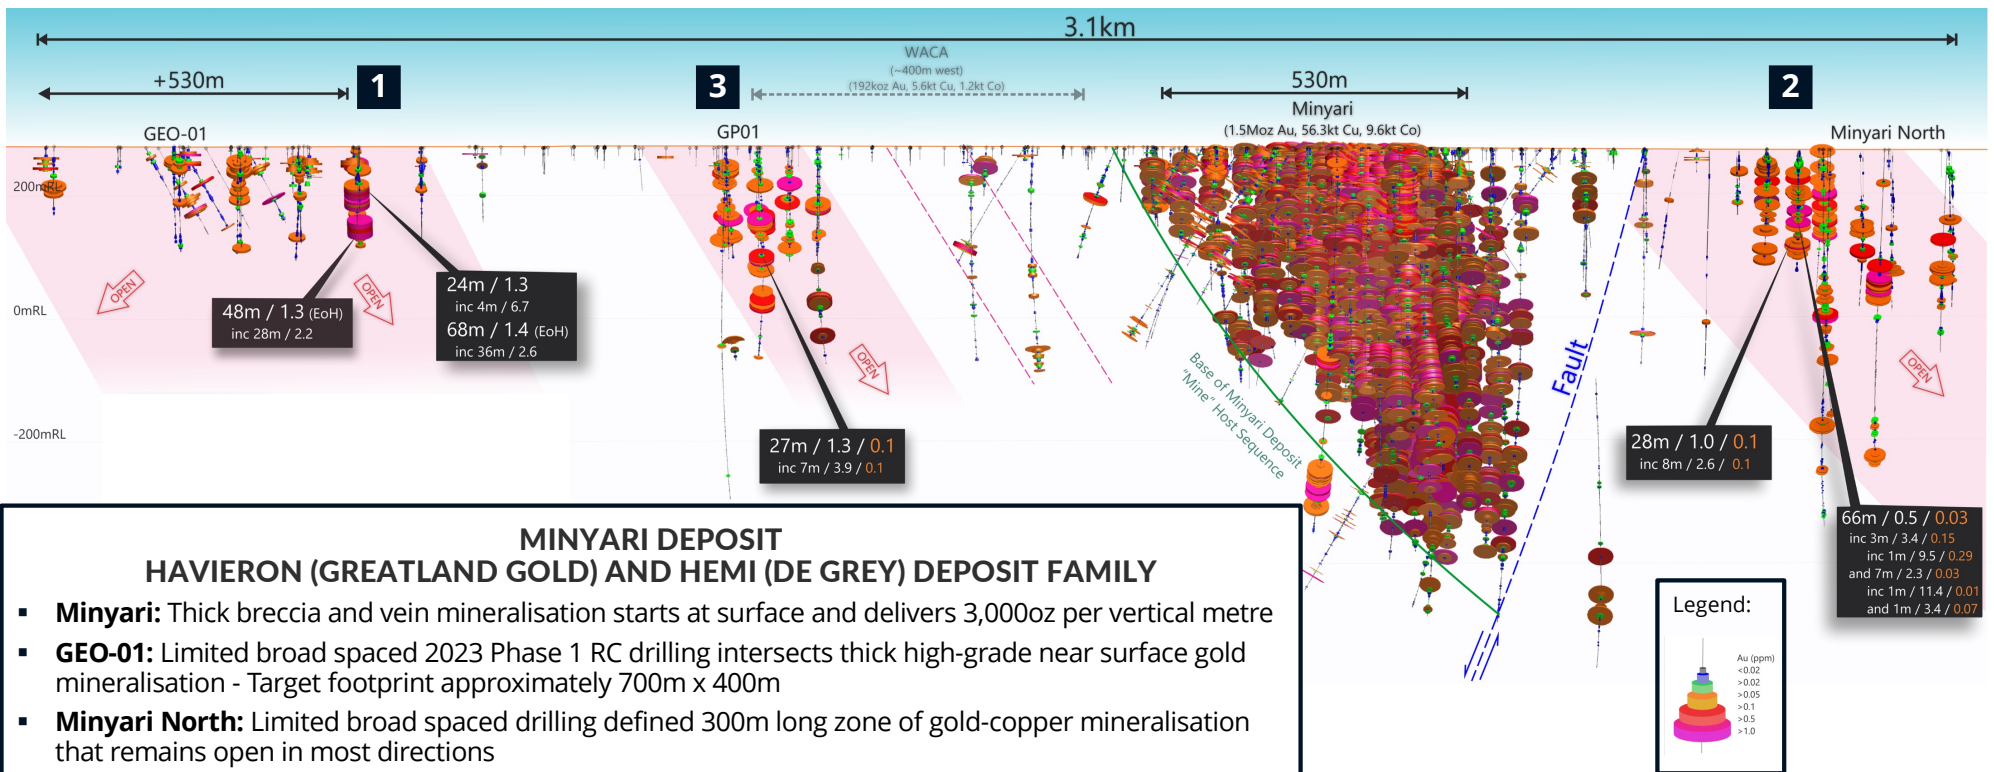 3.1km
WACA
(~400m west)
(192koz Au, 5.6kt Cu, 1.2kt Co)
+530m
1
3
530m
2
Minyari
(1.5Moz Au, 56.3kt Cu, 9.6kt Co)
GEO-01
GP01
Minyari North
200mRL
0mRL
-200mRL
OPEN
OPEN
OPEN
OPEN
48m / 1.3 (EoH)
inc 28m / 2.2
24m / 1.3
inc 4m / 6.7
68m / 1.4 (EoH)
inc 36m / 2.6
27m / 1.3 / 0.1
inc 7m / 3.9 / 0.1
Base of Minyari Deposit
"Mine" Host Sequence
Fault
28m / 1.0 / 0.1
inc 8m / 2.6 / 0.1
66m / 0.5 / 0.03
inc 3m / 3.4 / 0.15
inc 1m / 9.5 / 0.29
and 7m / 2.3 / 0.03
inc 1m / 11.4 / 0.01
and 1m / 3.4 / 0.07
MINYARI DEPOSIT
HAVIERON (GREATLAND GOLD) AND HEMI (DE GREY) DEPOSIT FAMILY
▪ Minyari: Thick breccia and vein mineralisation starts at surface and delivers 3,000oz per vertical metre
▪ GEO-01: Limited broad spaced 2023 Phase 1 RC drilling intersects thick high-grade near surface gold
mineralisation - Target footprint approximately 700m x 400m
▪ Minyari North: Limited broad spaced drilling defined 300m long zone of gold-copper mineralisation
that remains open in most directions
Legend:
Au (ppm)
<0.02
>0.02
>0.05
>0.1
>0.5
>1.0